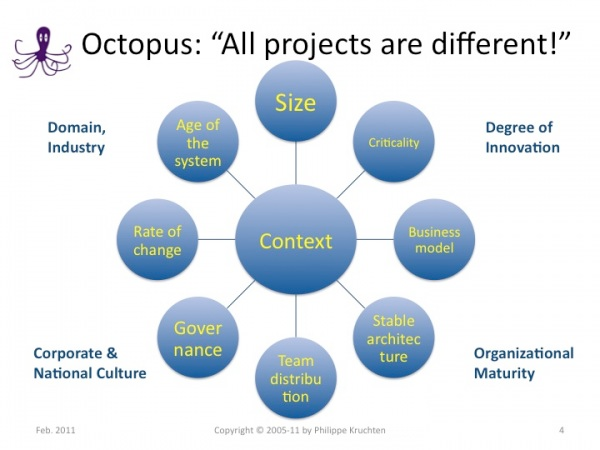 Octopus: “All projects are different!”
Size
Domain,
Industry
Age of
the
system
Criticality
Degree of
Innovation
Rate of
change
Context
Business
model
Gover
nance
Stable
architec
ture
Corporate &
National Culture
Team
distribu
tion
Organizational
Maturity
Feb. 2011
Copyright © 2005-11 by Philippe Kruchten
4